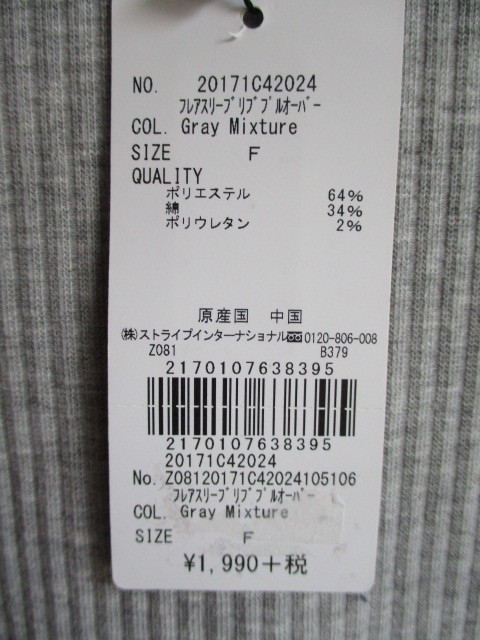 NO. 20171C42024
フレアスリーブリブプルオーバー
COL. Gray Mixture
SIZE F
QUALITY
ポリエステル 64%
綿 34%
ポリウレタン 2%
原産国 中国
㈱ストライプインターナショナル 0120-806-008
Z081 B379
2170107638395
2170107638395
20171C42024
No. Z08120171C42024105106
フレアスリーブリブプルオーバー
COL. Gray Mixture
SIZE F
¥1,990+税